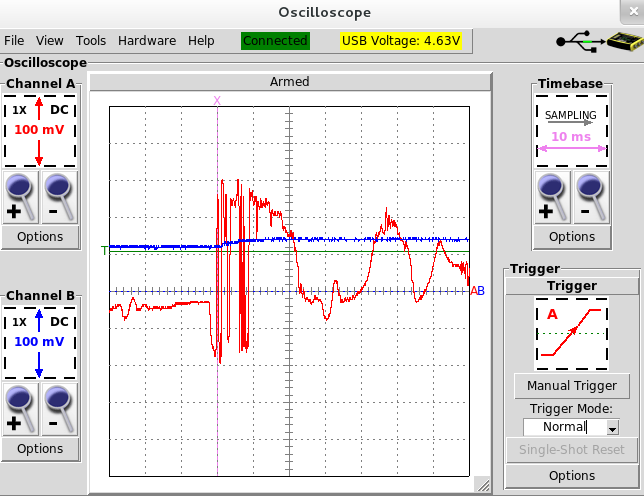 Oscilloscope
File View Tools Hardware Help Connected USB Voltage: 4.63V
Oscilloscope
Channel A
1X DC
100 mV
+ -
Options
Channel B
1X DC
100 mV
+ -
Options
Armed
X
T
AB
Timebase
SAMPLING
10 ms
+ -
Options
Trigger
Trigger
A
Manual Trigger
Trigger Mode:
Normal
Single-Shot Reset
Options